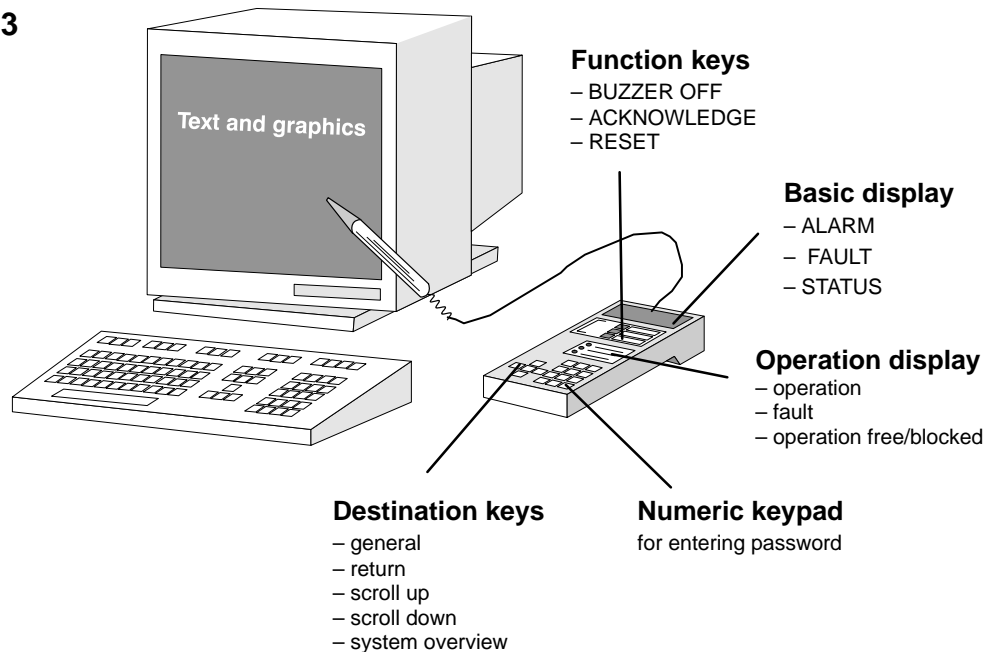 3
Text and graphics
Function keys
– BUZZER OFF
– ACKNOWLEDGE
– RESET
Basic display
– ALARM
– FAULT
– STATUS
Operation display
– operation
– fault
– operation free/blocked
Destination keys
– general
– return
– scroll up
– scroll down
– system overview
Numeric keypad
for entering password